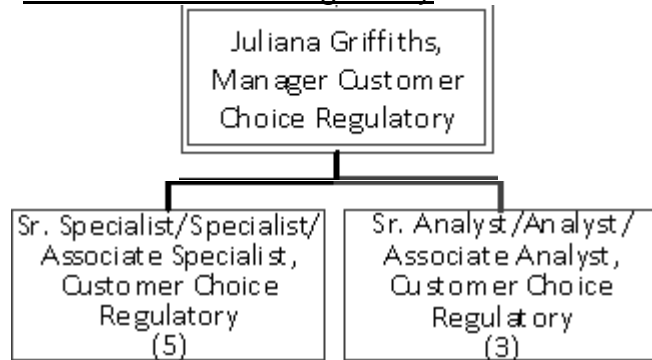 Juliana Griffiths,
Manager Customer
Choice Regulatory
Sr. Specialist/Specialist/
Associate Specialist,
Customer Choice
Regulatory
(5)
Sr. Analyst/Analyst/
Associate Analyst,
Customer Choice
Regulatory
(3)